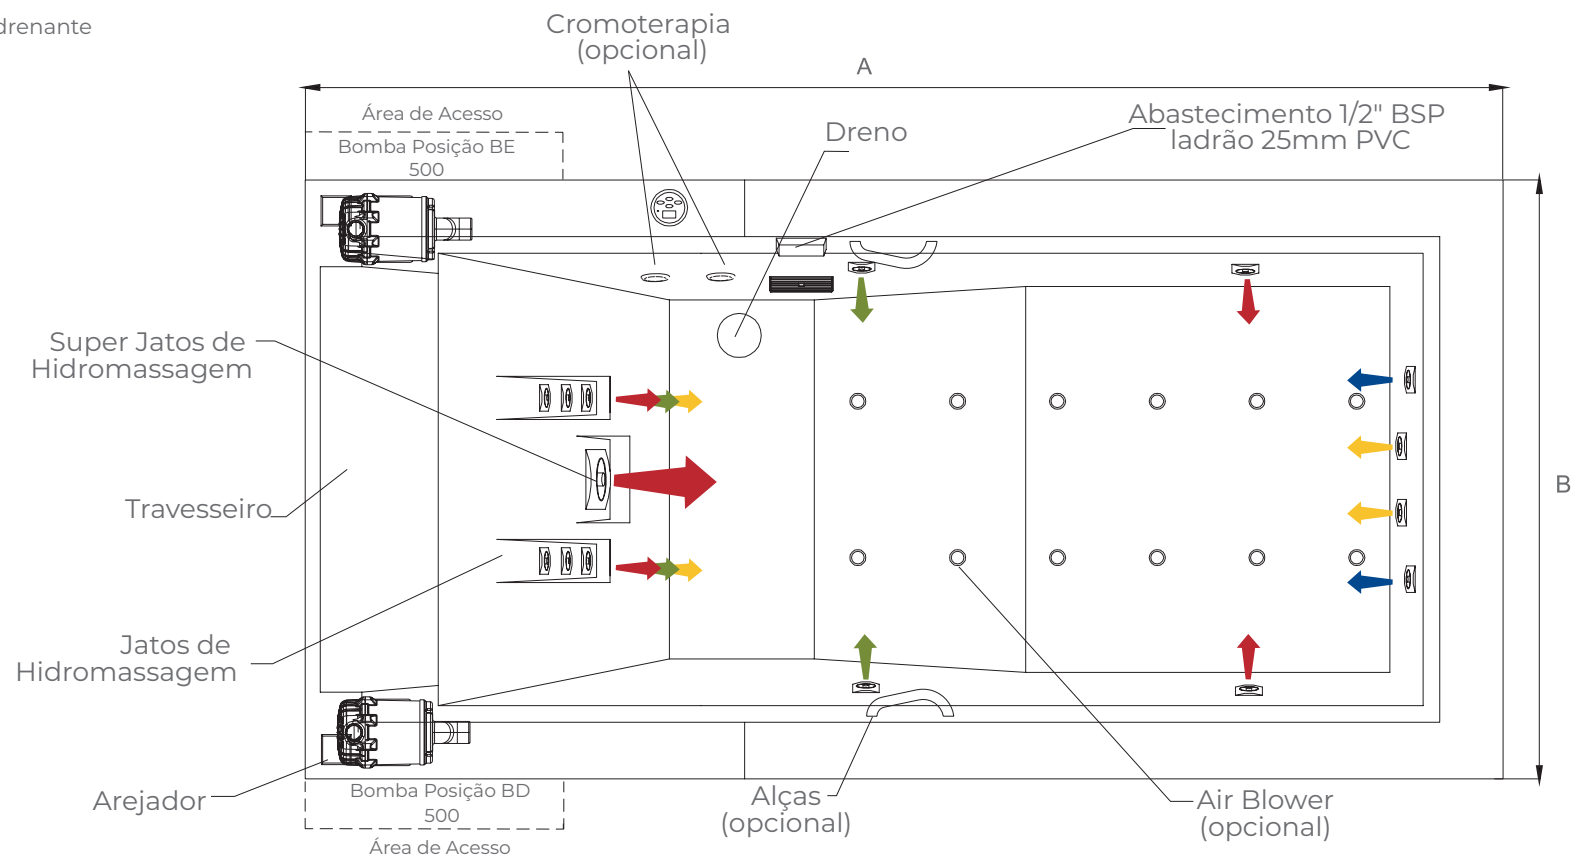 drenante
Cromoterapia
(opcional)
A
Área de Acesso
Bomba Posição BE
500
Dreno
Abastecimento 1/2" BSP
ladrão 25mm PVC
Super Jatos de
Hidromassagem
Travesseiro
B
Jatos de
Hidromassagem
Arejador
Bomba Posição BD
500
Área de Acesso
Alças
(opcional)
Air Blower
(opcional)